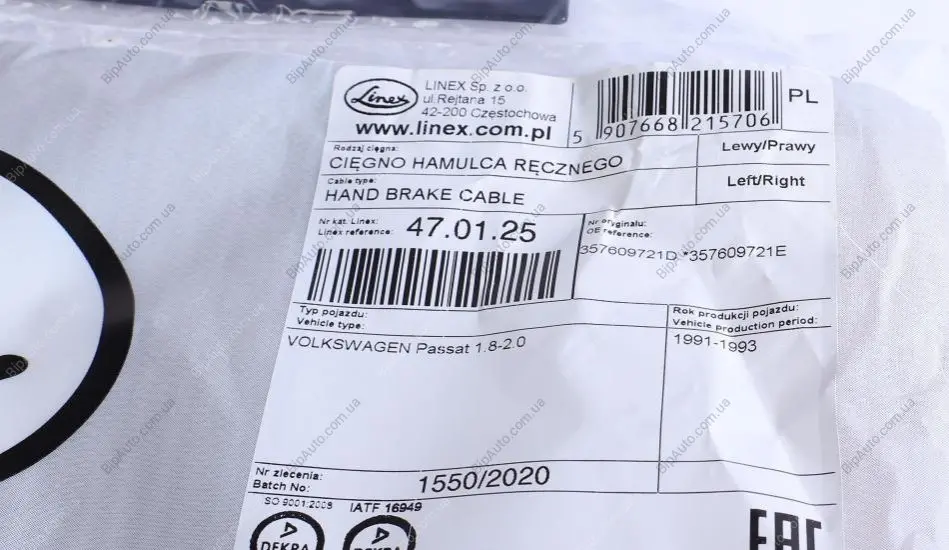 Linex
LINEX Sp. z o.o.
ul.Rejtana 15
42-200 Częstochowa
www.linex.com.pl
5 907668 215706
PL
Rodzaj cięgna:
CIĘGNO HAMULCA RĘCZNEGO
Lewy/Prawy
Cable type:
HAND BRAKE CABLE
Left/Right
Nr kat. Linex:
Linex reference:
47.01.25
Nr oryginału:
OE reference:
357609721D *357609721E
Typ pojazdu:
Vehicle type:
VOLKSWAGEN Passat 1.8-2.0
Rok produkcji pojazdu:
Vehicle production period:
1991-1993
Nr zlecenia:
Batch No:
1550/2020
SO 9001:2008
IATF 16949
DEKRA
DEKRA
EAC
BipAuto.com.ua